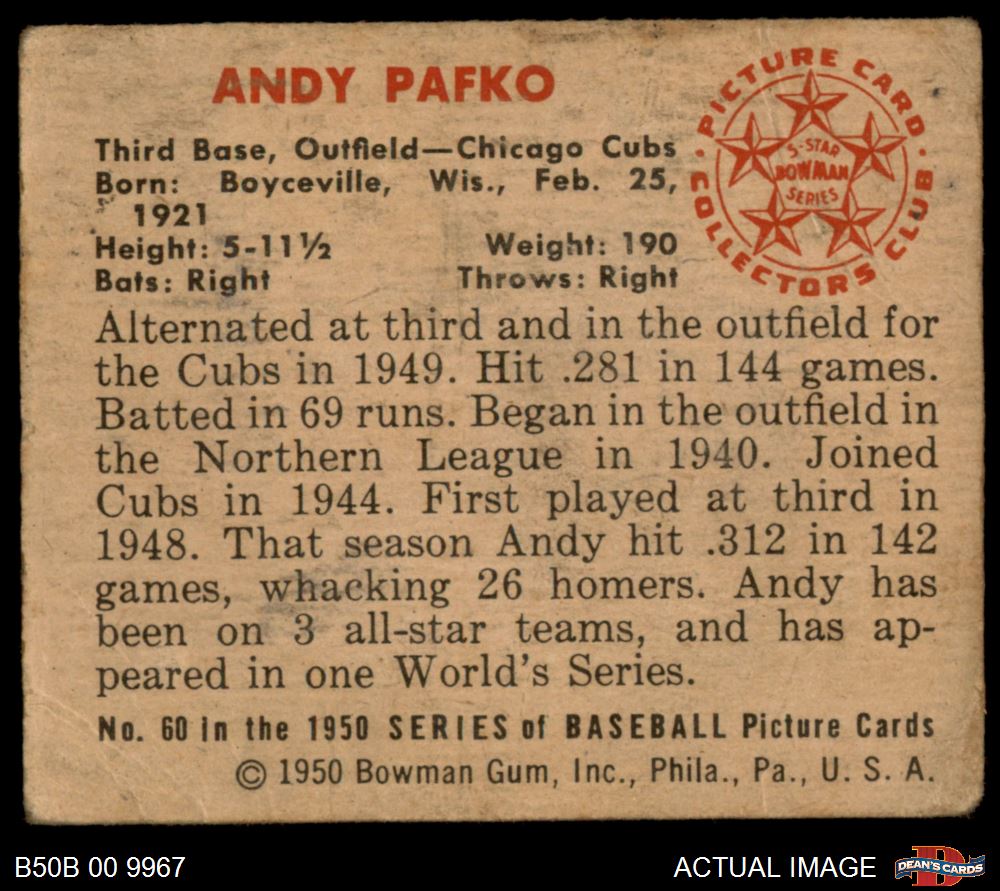 ANDY PAFKO
Third Base, Outfield—Chicago Cubs
Born: Boyceville, Wis., Feb. 25,
1921
Height: 5-11½ Weight: 190
Bats: Right Throws: Right
PICTURE CARD COLLECTORS CLUB
5-STAR
BOWMAN
SERIES
Alternated at third and in the outfield for
the Cubs in 1949. Hit .281 in 144 games.
Batted in 69 runs. Began in the outfield in
the Northern League in 1940. Joined
Cubs in 1944. First played at third in
1948. That season Andy hit .312 in 142
games, whacking 26 homers. Andy has
been on 3 all-star teams, and has ap-
peared in one World's Series.
No. 60 in the 1950 SERIES of BASEBALL Picture Cards
© 1950 Bowman Gum, Inc., Phila., Pa., U. S. A.
B50B 00 9967
ACTUAL IMAGE
DEAN'S CARDS